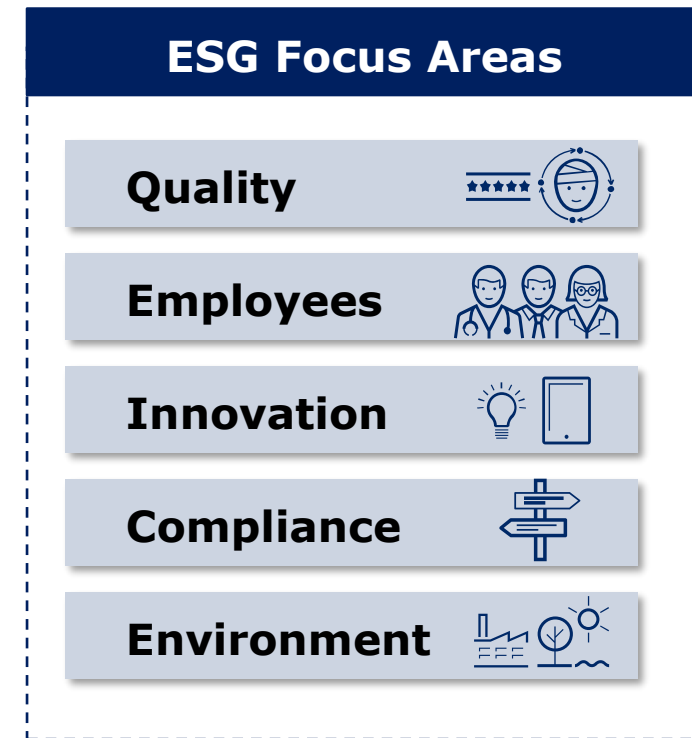 ESG Focus Areas
Quality
Employees
Innovation
Compliance
Environment